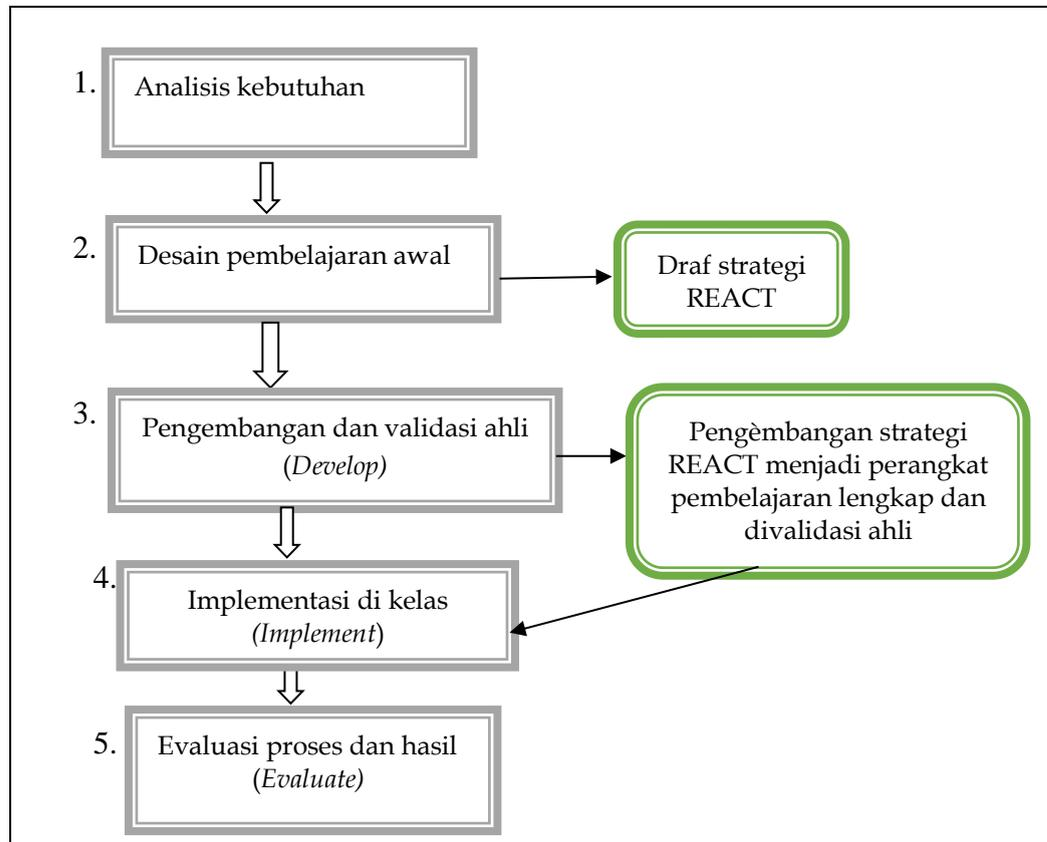 1.
Analisis kebutuhan
2.
Desain pembelajaran awal
Draf strategi
REACT
3.
Pengembangan dan validasi ahli
(Develop)
Pengèmbangan strategi
REACT menjadi perangkat
pembelajaran lengkap dan
divalidasi ahli
4.
Implementasi di kelas
(Implement)
5.
Evaluasi proses dan hasil
(Evaluate)